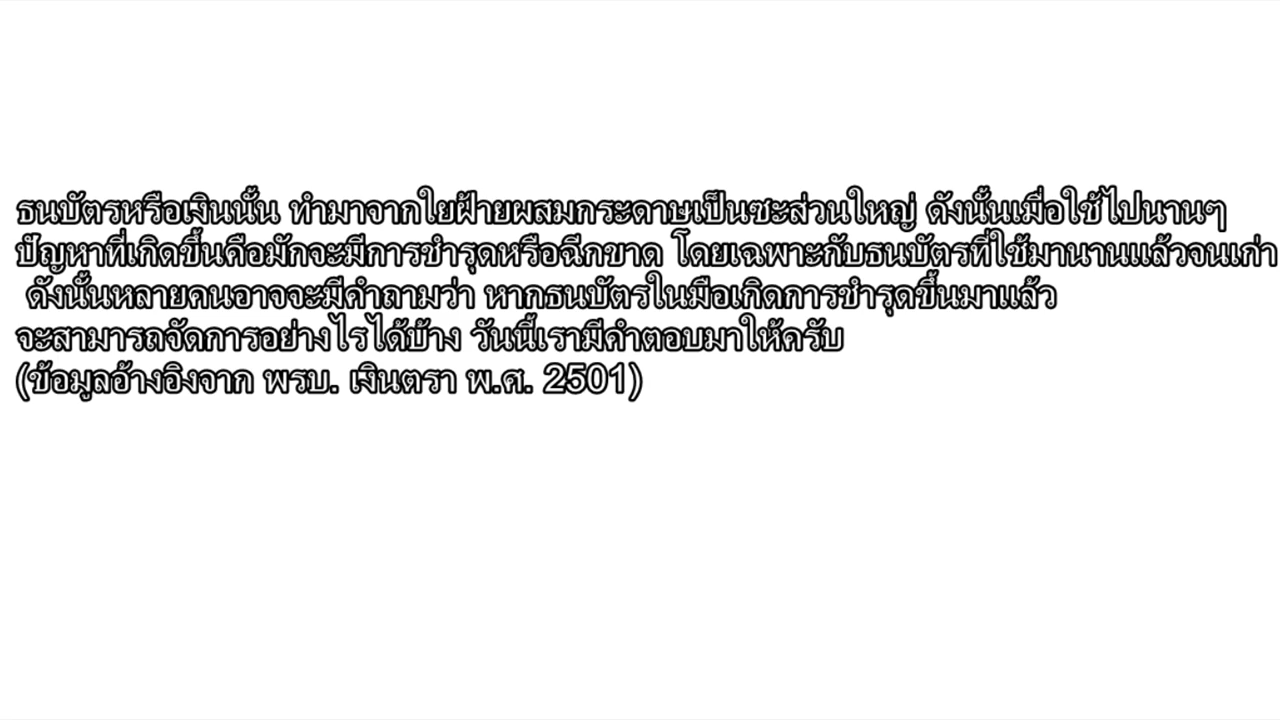 ธนบัตรหรือเงินนั้น ทำมาจากใยฝ้ายผสมกระดาษเป็นซะส่วนใหญ่ ดังนั้นเมื่อใช้ไปนานๆ
ปัญหาที่เกิดขึ้นคือมักจะมีการชำรุดหรือฉีกขาด โดยเฉพาะกับธนบัตรที่ใช้มานานแล้วจนเก่า
ดังนั้นหลายคนอาจจะมีคำถามว่า หากธนบัตรในมือเกิดการชำรุดขึ้นมาแล้ว
จะสามารถจัดการอย่างไรได้บ้าง วันนี้เรามีคำตอบมาให้ครับ
(ข้อมูลอ้างอิงจาก พรบ. เงินตรา พ.ศ. 2501)